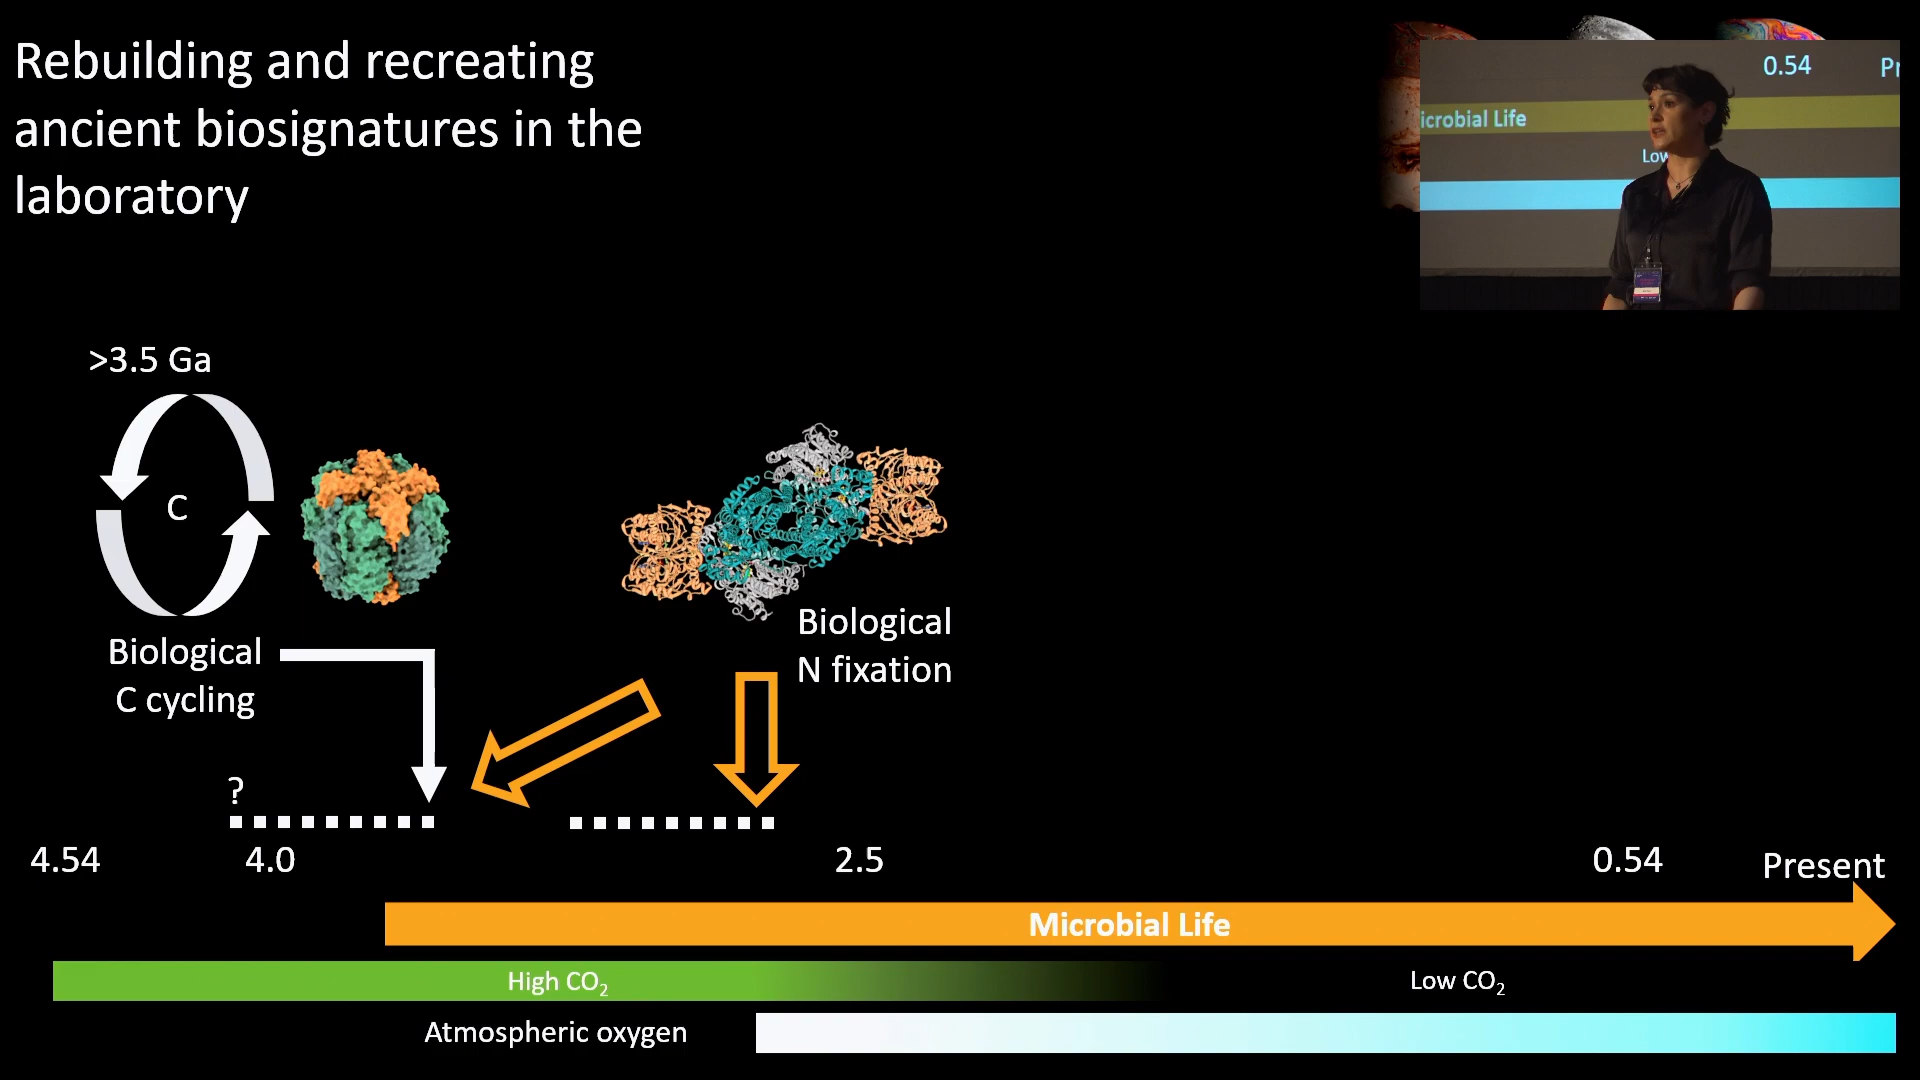 Rebuilding and recreating
ancient biosignatures in the
laboratory
0.54
icrobial Life
>3.5 Ga
C
Biological
C cycling
Biological
N fixation
?
4.54
4.0
2.5
0.54
Present
Microbial Life
High CO₂
Low CO₂
Atmospheric oxygen